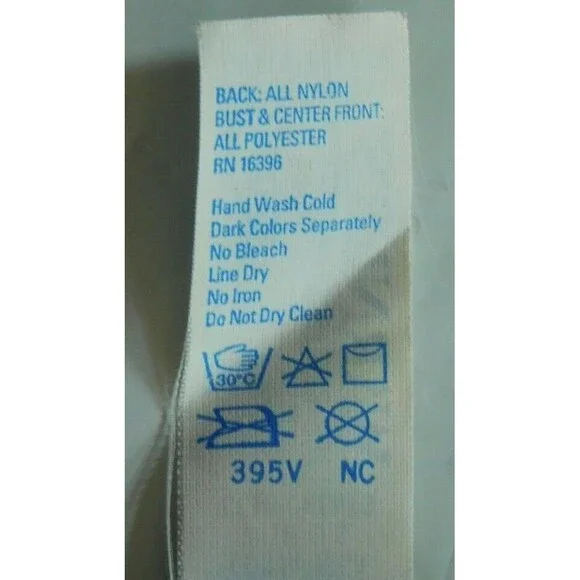 BACK: ALL NYLON
BUST & CENTER FRONT:
ALL POLYESTER
RN 16396
Hand Wash Cold
Dark Colors Separately
No Bleach
Line Dry
No Iron
Do Not Dry Clean
30°C
395V NC